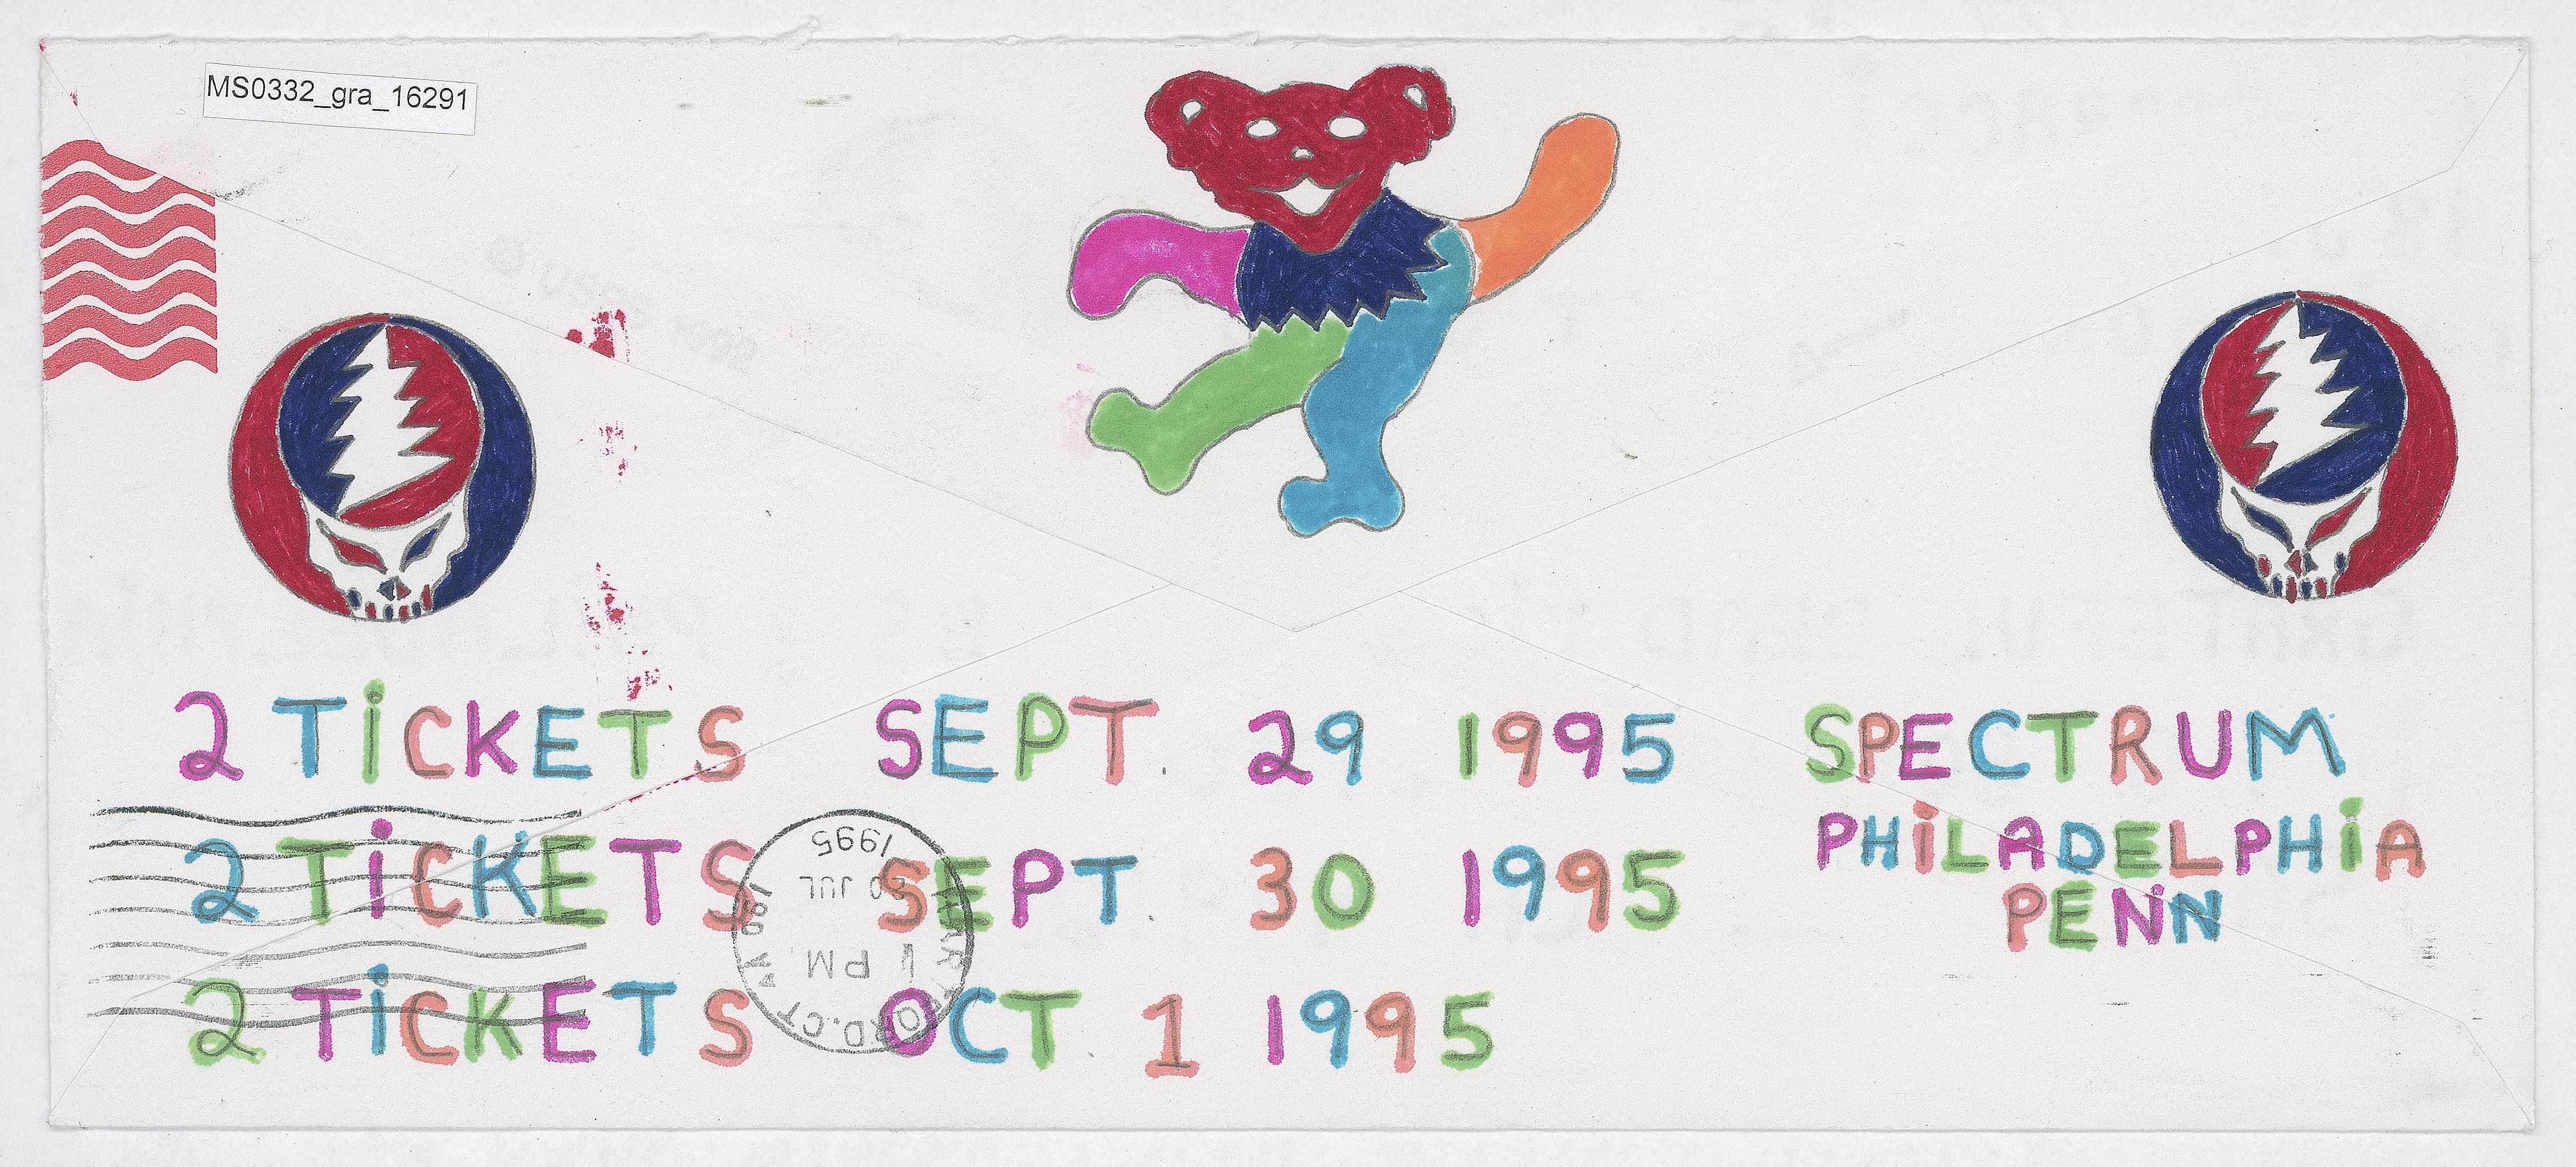 MS0332_gra_16291
2 TiCKETS SEPT. 29 1995 SPECTRUM
2 TiCKETS SEPT. 30 1995 PHiLADELPHiA
PENN
2 TiCKETS OCT 1 1995
1995
JUL
PM